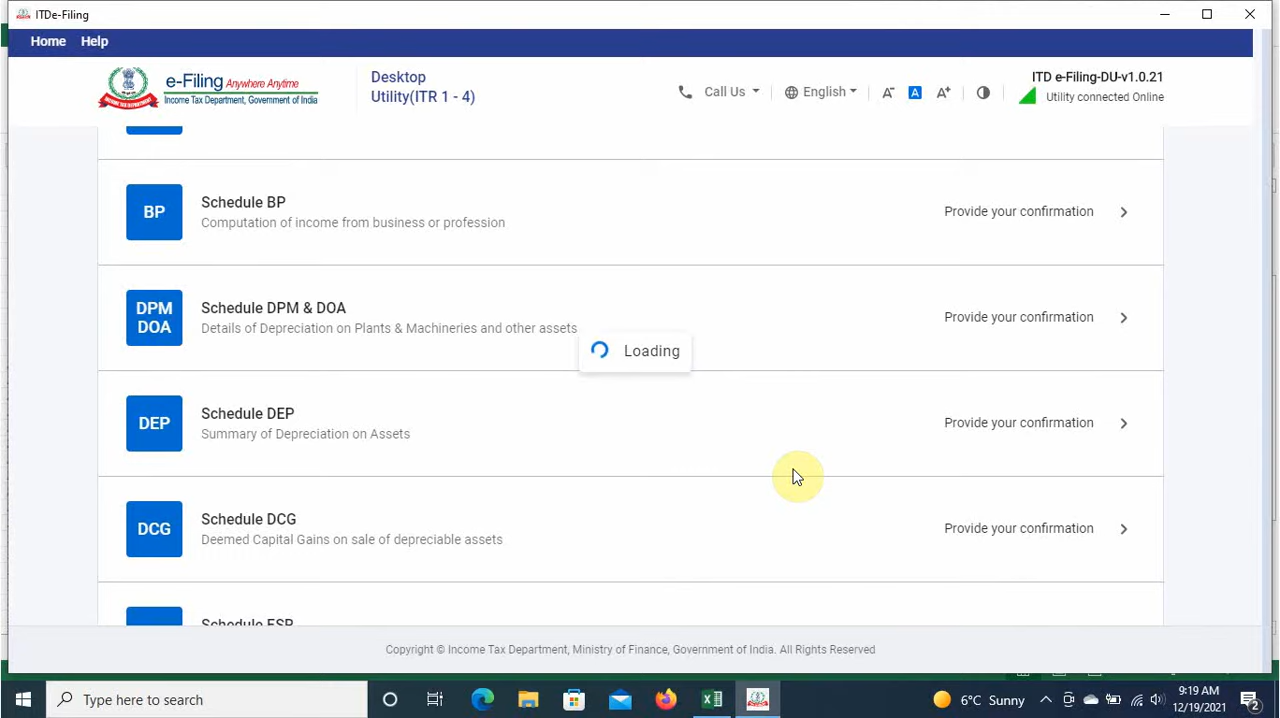 ITDe-Filing
Home Help
e-Filing Anywhere Anytime
Income Tax Department, Government of India
Desktop
Utility(ITR 1 - 4)
Call Us
English
A- A A+
ITD e-Filing-DU-v1.0.21
Utility connected Online
BP
Schedule BP
Computation of income from business or profession
Provide your confirmation
DPM
DOA
Schedule DPM & DOA
Details of Depreciation on Plants & Machineries and other assets
Provide your confirmation
Loading
DEP
Schedule DEP
Summary of Depreciation on Assets
Provide your confirmation
DCG
Schedule DCG
Deemed Capital Gains on sale of depreciable assets
Provide your confirmation
Schedule ESR
Copyright © Income Tax Department, Ministry of Finance, Government of India. All Rights Reserved
Type here to search
6°C Sunny
9:19 AM
12/19/2021
2